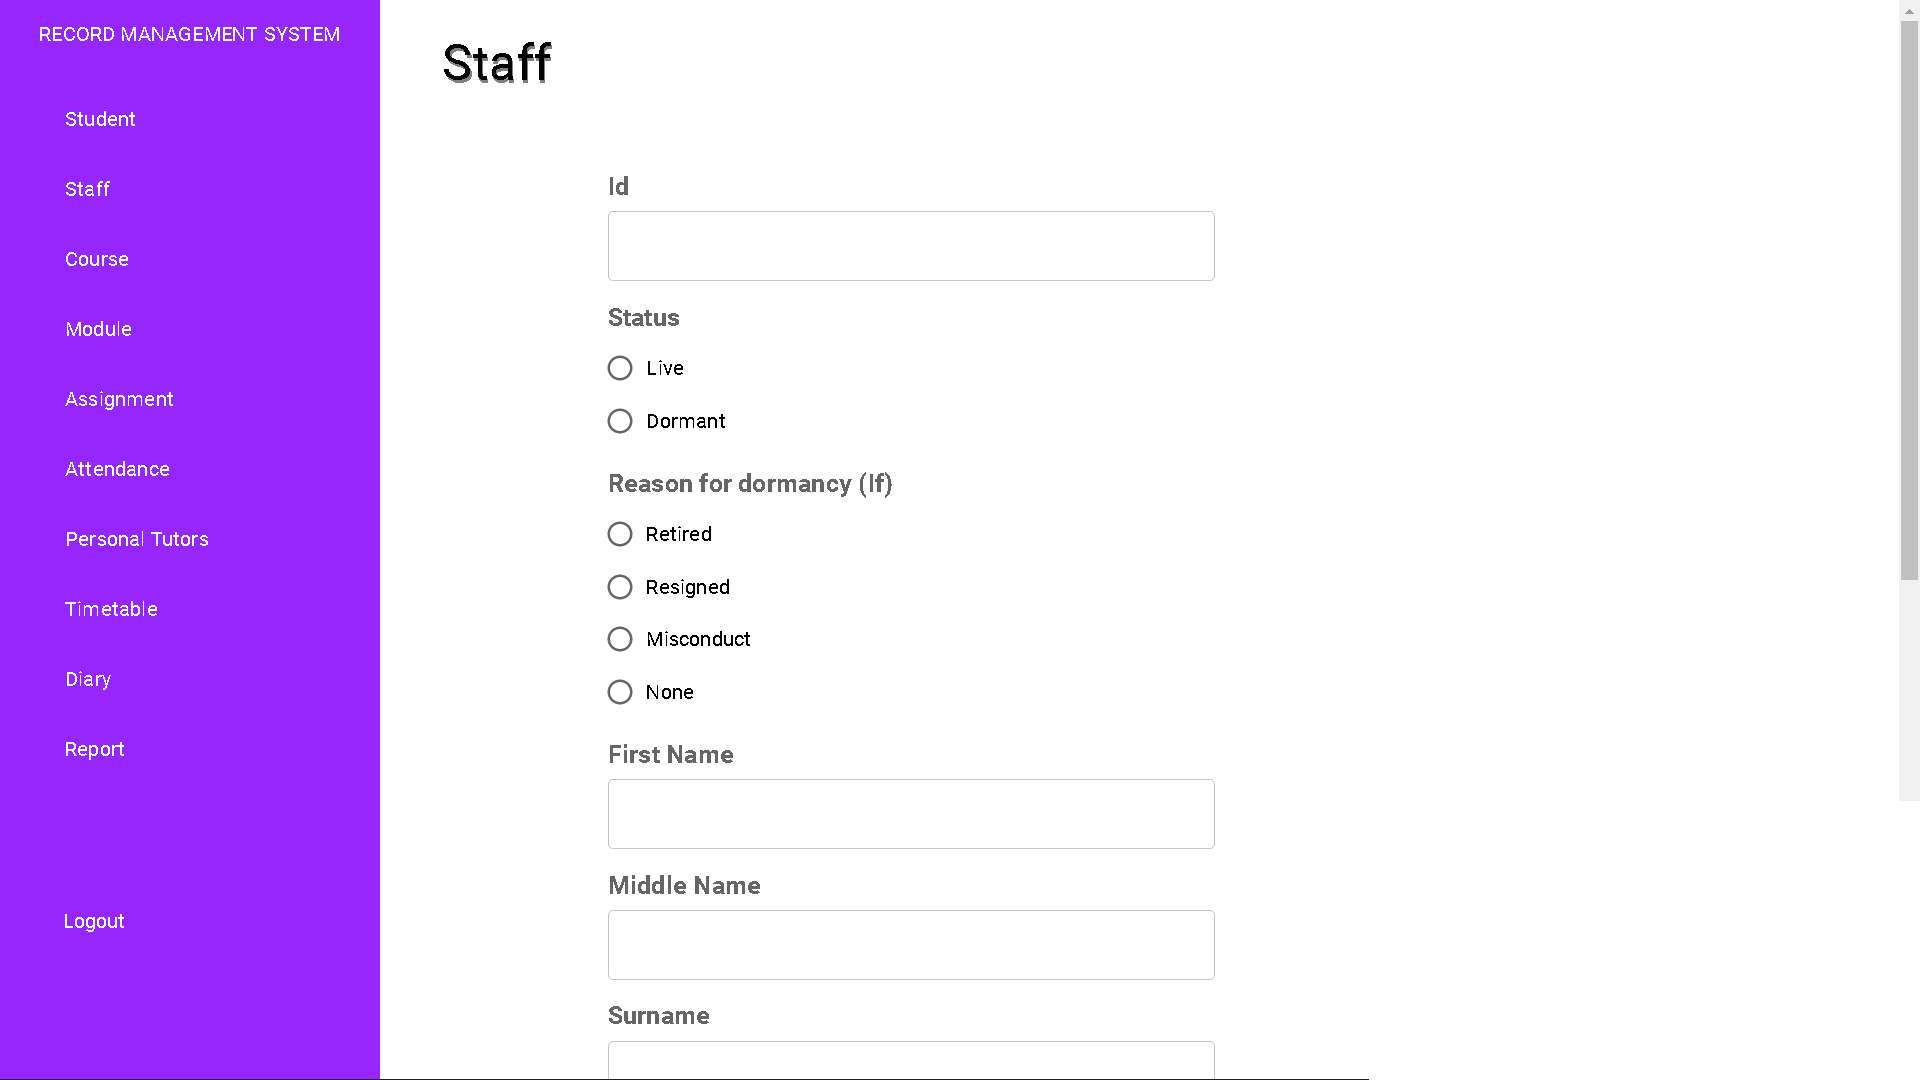 RECORD MANAGEMENT SYSTEM
Student
Staff
Course
Module
Assignment
Attendance
Personal Tutors
Timetable
Diary
Report
Logout
Staff
Id
Status
Live
Dormant
Reason for dormancy (If)
Retired
Resigned
Misconduct
None
First Name
Middle Name
Surname